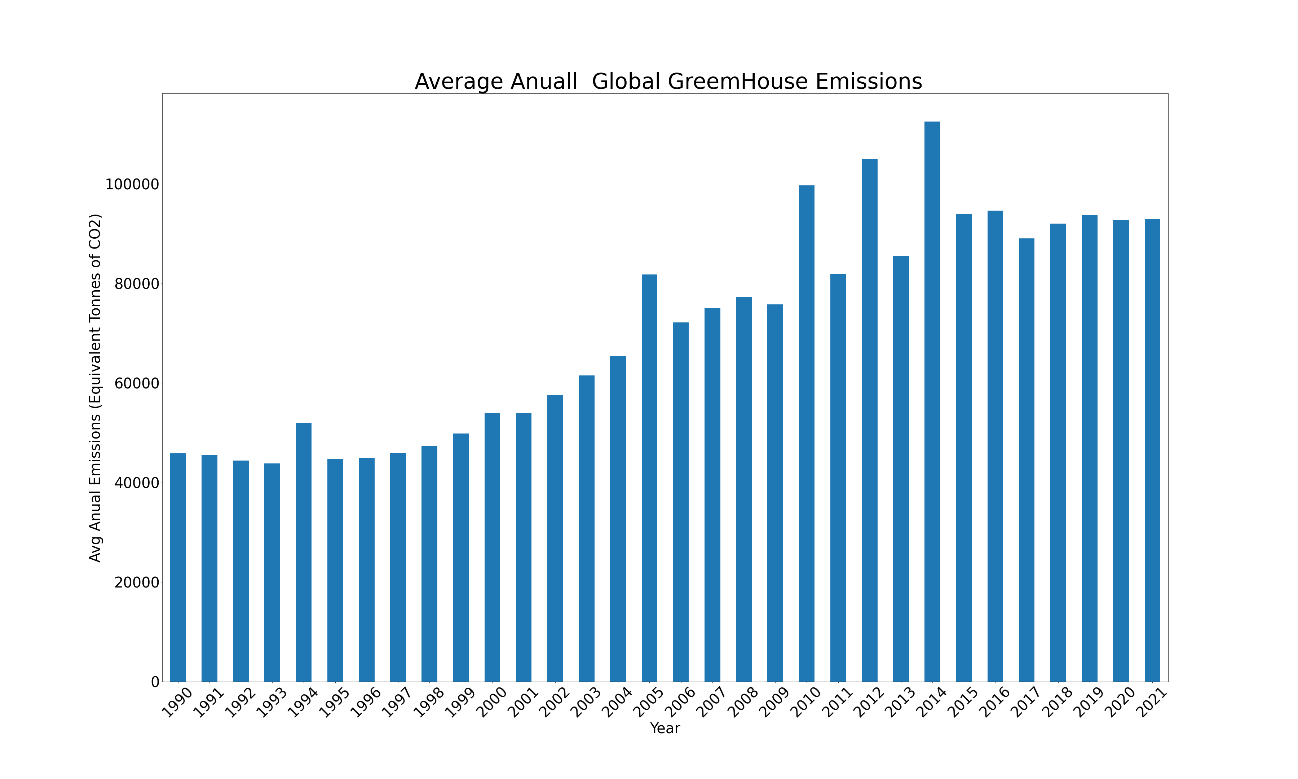 Average Anuall  Global GreemHouse Emissions
Avg Anual Emissions (Equivalent Tonnes of CO2)
100000
80000
60000
40000
20000
0
1990 1991 1992 1993 1994 1995 1996 1997 1998 1999 2000 2001 2002 2003 2004 2005 2006 2007 2008 2009 2010 2011 2012 2013 2014 2015 2016 2017 2018 2019 2020 2021
Year